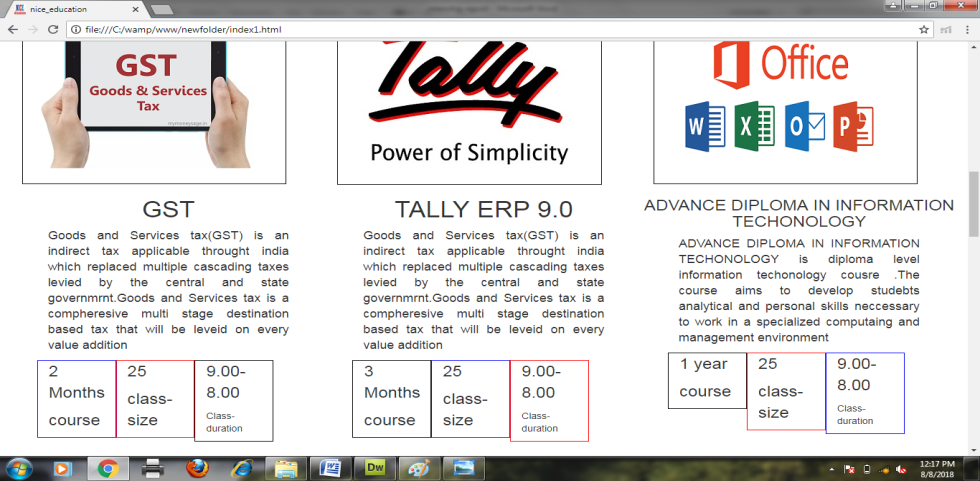 nice_education
file:///C:/wamp/www/newfolder/index1.html
GST
Goods & Services
Tax
mymoneysage.in
Tally
Power of Simplicity
Office
W X O P
GST
Goods and Services tax(GST) is an
indirect tax applicable throught india
which replaced multiple cascading taxes
levied by the central and state
governmrnt.Goods and Services tax is a
compheresive multi stage destination
based tax that will be leveid on every
value addition
2
Months
course
25
class-
size
9.00-
8.00
Class-
duration
TALLY ERP 9.0
Goods and Services tax(GST) is an
indirect tax applicable throught india
which replaced multiple cascading taxes
levied by the central and state
governmrnt.Goods and Services tax is a
compheresive multi stage destination
based tax that will be leveid on every
value addition
3
Months
course
25
class-
size
9.00-
8.00
Class-
duration
ADVANCE DIPLOMA IN INFORMATION
TECHONOLOGY
ADVANCE DIPLOMA IN INFORMATION
TECHONOLOGY is diploma level
information techonology cousre .The
course aims to develop studebts
analytical and personal skills neccessary
to work in a specialized computaing and
management environment
1 year
course
25
class-
size
9.00-
8.00
Class-
duration
W
Dw
12:17 PM
8/8/2018